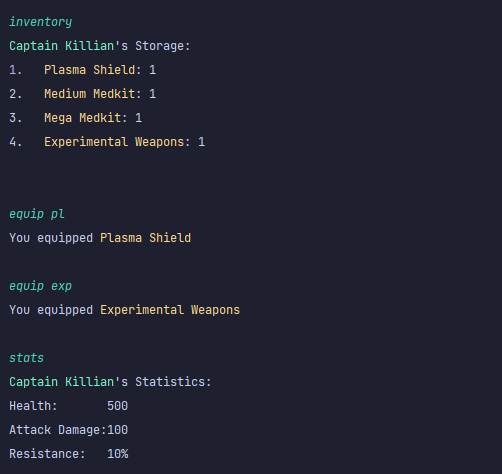 inventory
Captain Killian's Storage:
1.   Plasma Shield: 1
2.   Medium Medkit: 1
3.   Mega Medkit: 1
4.   Experimental Weapons: 1
equip pl
You equipped Plasma Shield
equip exp
You equipped Experimental Weapons
stats
Captain Killian's Statistics:
Health:       500
Attack Damage:100
Resistance:   10%